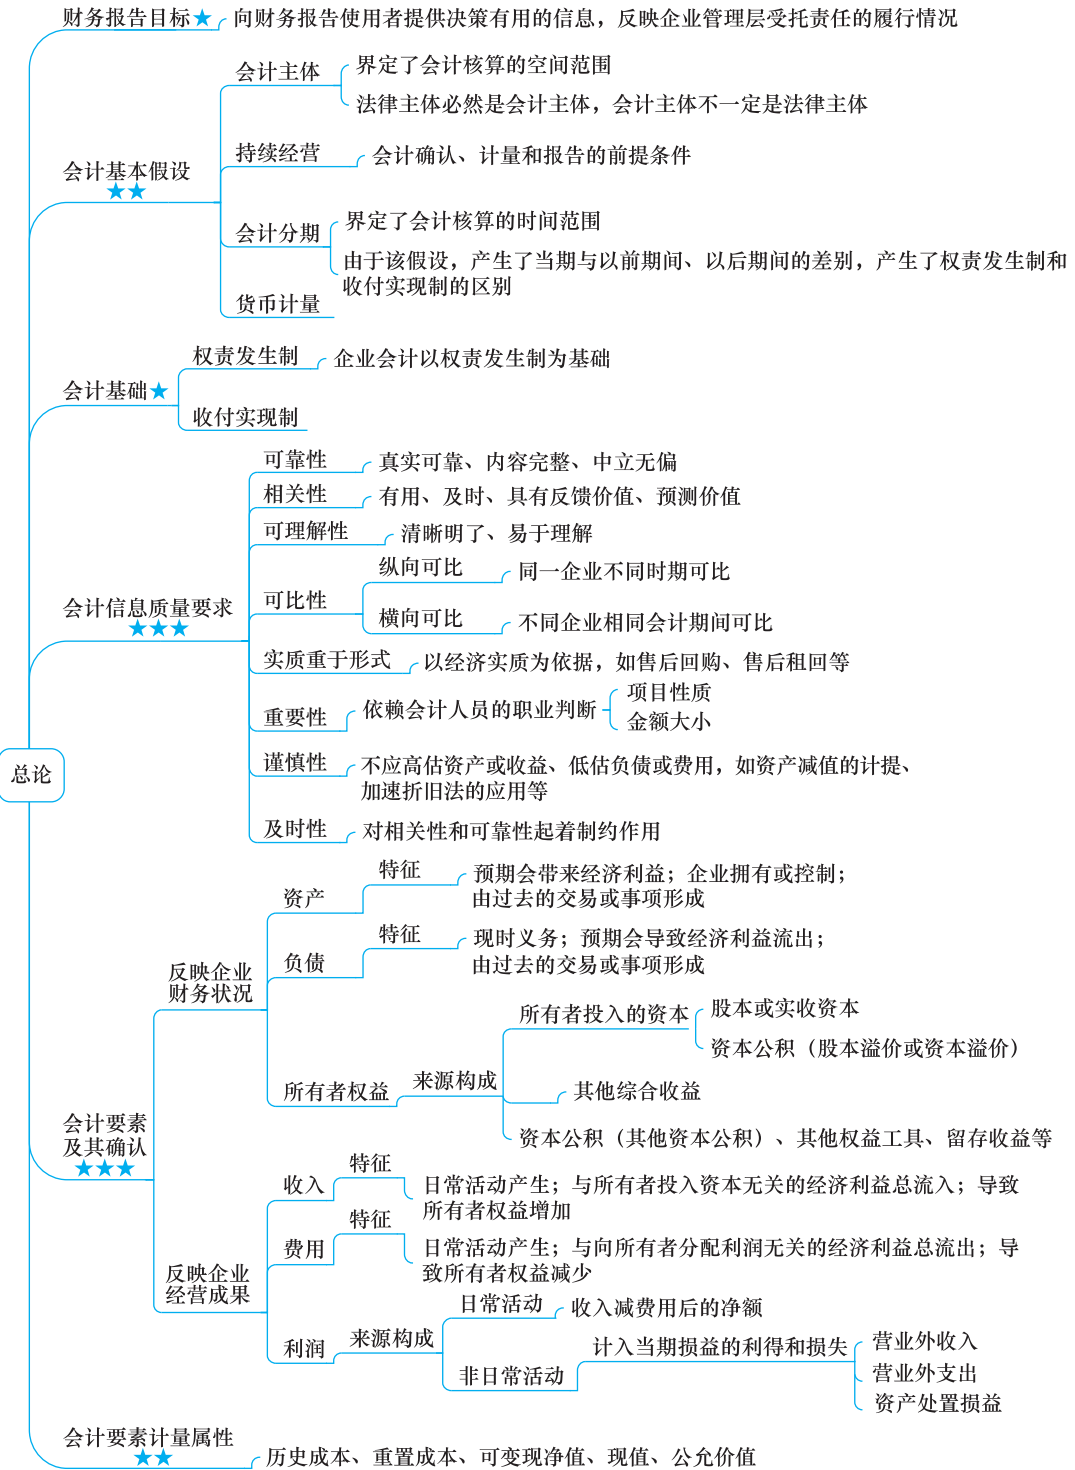 财务报告目标★
向财务报告使用者提供决策有用的信息，反映企业管理层受托责任的履行情况
会计基本假设
★★
会计主体
界定了会计核算的空间范围
法律主体必然是会计主体，会计主体不一定是法律主体
持续经营
会计确认、计量和报告的前提条件
会计分期
界定了会计核算的时间范围
由于该假设，产生了当期与以前期间、以后期间的差别，产生了权责发生制和
收付实现制的区别
货币计量
会计基础★
权责发生制
企业会计以权责发生制为基础
收付实现制
会计信息质量要求
★★★
可靠性
真实可靠、内容完整、中立无偏
相关性
有用、及时、具有反馈价值、预测价值
可理解性
清晰明了、易于理解
可比性
纵向可比
同一企业不同时期可比
横向可比
不同企业相同会计期间可比
实质重于形式
以经济实质为依据，如售后回购、售后租回等
重要性
依赖会计人员的职业判断
项目性质
金额大小
谨慎性
不应高估资产或收益、低估负债或费用，如资产减值的计提、
加速折旧法的应用等
及时性
对相关性和可靠性起着制约作用
总论
会计要素
及其确认
★★★
反映企业
财务状况
资产
特征
预期会带来经济利益；企业拥有或控制；
由过去的交易或事项形成
负债
特征
现时义务；预期会导致经济利益流出；
由过去的交易或事项形成
所有者权益
来源构成
所有者投入的资本
股本或实收资本
资本公积（股本溢价或资本溢价）
其他综合收益
资本公积（其他资本公积）、其他权益工具、留存收益等
反映企业
经营成果
收入
特征
日常活动产生；与所有者投入资本无关的经济利益总流入；导致
所有者权益增加
费用
特征
日常活动产生；与向所有者分配利润无关的经济利益总流出；导
致所有者权益减少
利润
来源构成
日常活动
收入减费用后的净额
非日常活动
计入当期损益的利得和损失
营业外收入
营业外支出
资产处置损益
会计要素计量属性
★★
历史成本、重置成本、可变现净值、现值、公允价值